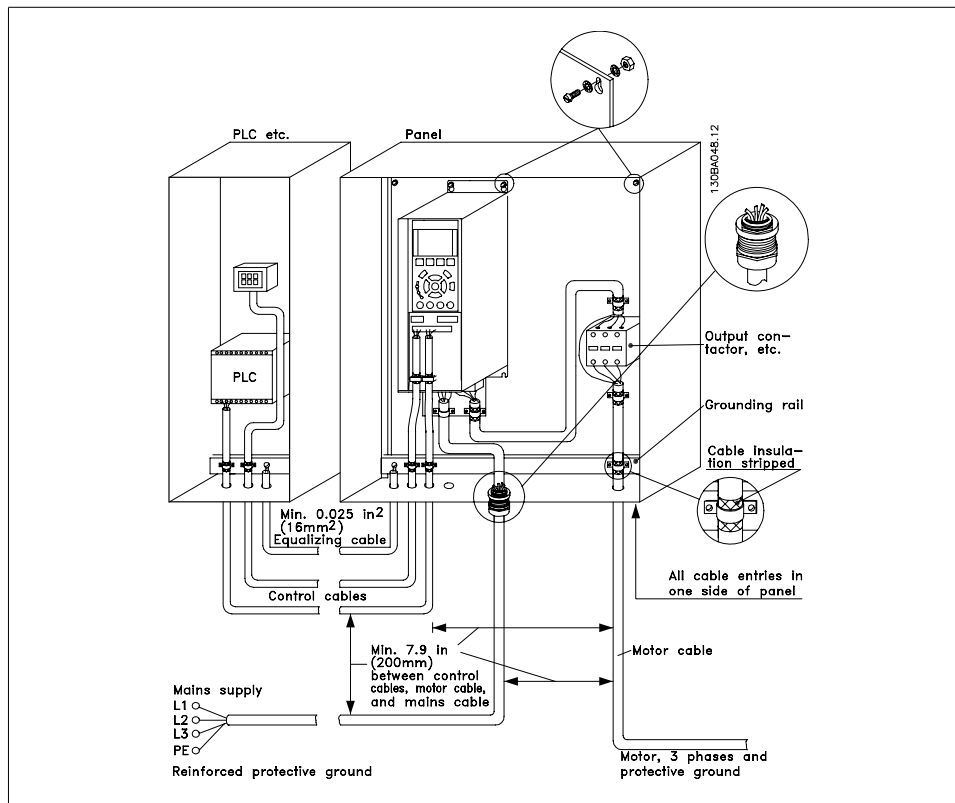 PLC etc.
Panel
130BA048.12
PLC
Output con-
tactor, etc.
Grounding rail
Cable insula-
tion stripped
Min. 0.025 in2
(16mm2)
Equalizing cable
All cable entries in
one side of panel
Control cables
Min. 7.9 in
(200mm)
between control
cables, motor cable,
and mains cable
Motor cable
Mains supply
L1
L2
L3
PE
Reinforced protective ground
Motor, 3 phases and
protective ground